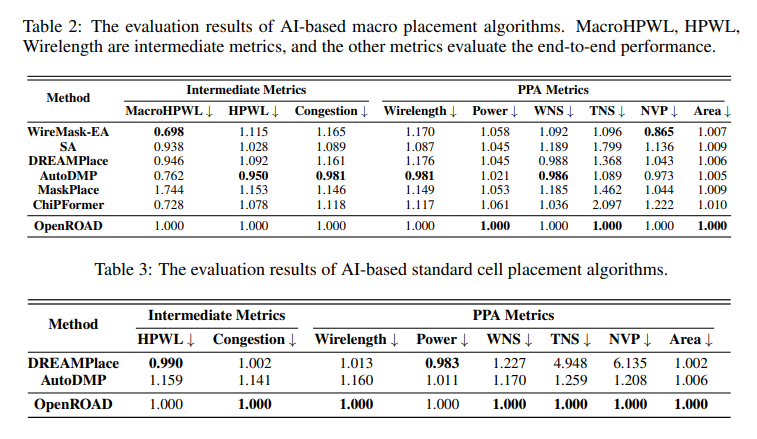 Table 2: The evaluation results of AI-based macro placement algorithms. MacroHPWL, HPWL,
Wirelength are intermediate metrics, and the other metrics evaluate the end-to-end performance.
Method Intermediate Metrics PPA Metrics
MacroHPWL ↓ HPWL ↓ Congestion ↓ Wirelength ↓ Power ↓ WNS ↓ TNS ↓ NVP ↓ Area ↓
WireMask-EA 0.698 1.115 1.165 1.170 1.058 1.092 1.096 0.865 1.007
SA 0.938 1.028 1.089 1.087 1.045 1.189 1.799 1.136 1.009
DREAMPlace 0.946 1.092 1.161 1.176 1.045 0.988 1.368 1.043 1.006
AutoDMP 0.762 0.950 0.981 0.981 1.021 0.986 1.089 0.973 1.005
MaskPlace 1.744 1.153 1.146 1.149 1.053 1.185 1.462 1.044 1.009
ChiPFormer 0.728 1.078 1.118 1.117 1.061 1.036 2.097 1.222 1.010
OpenROAD 1.000 1.000 1.000 1.000 1.000 1.000 1.000 1.000 1.000
Table 3: The evaluation results of AI-based standard cell placement algorithms.
Method Intermediate Metrics PPA Metrics
HPWL ↓ Congestion ↓ Wirelength ↓ Power ↓ WNS ↓ TNS ↓ NVP ↓ Area ↓
DREAMPlace 0.990 1.002 1.013 0.983 1.227 4.948 6.135 1.002
AutoDMP 1.159 1.141 1.160 1.011 1.170 1.259 1.208 1.006
OpenROAD 1.000 1.000 1.000 1.000 1.000 1.000 1.000 1.000